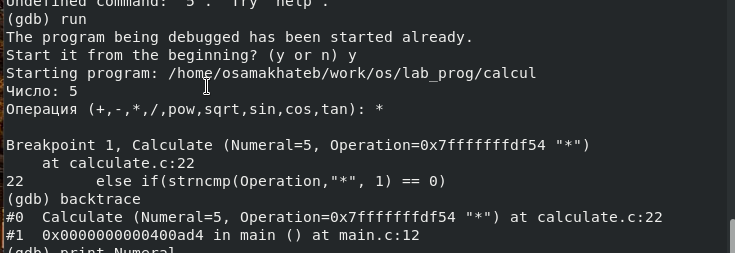 Undefined command: "5". Try "help".
(gdb) run
The program being debugged has been started already.
Start it from the beginning? (y or n) y
Starting program: /home/osamakhateb/work/os/lab_prog/calcul
Число: 5
Операция (+,-,*,/,pow,sqrt,sin,cos,tan): *
Breakpoint 1, Calculate (Numeral=5, Operation=0x7fffffffdf54 "*")
    at calculate.c:22
22        else if(strncmp(Operation,"*", 1) == 0)
(gdb) backtrace
#0  Calculate (Numeral=5, Operation=0x7fffffffdf54 "*") at calculate.c:22
#1  0x0000000000400ad4 in main () at main.c:12
(gdb) print Numeral